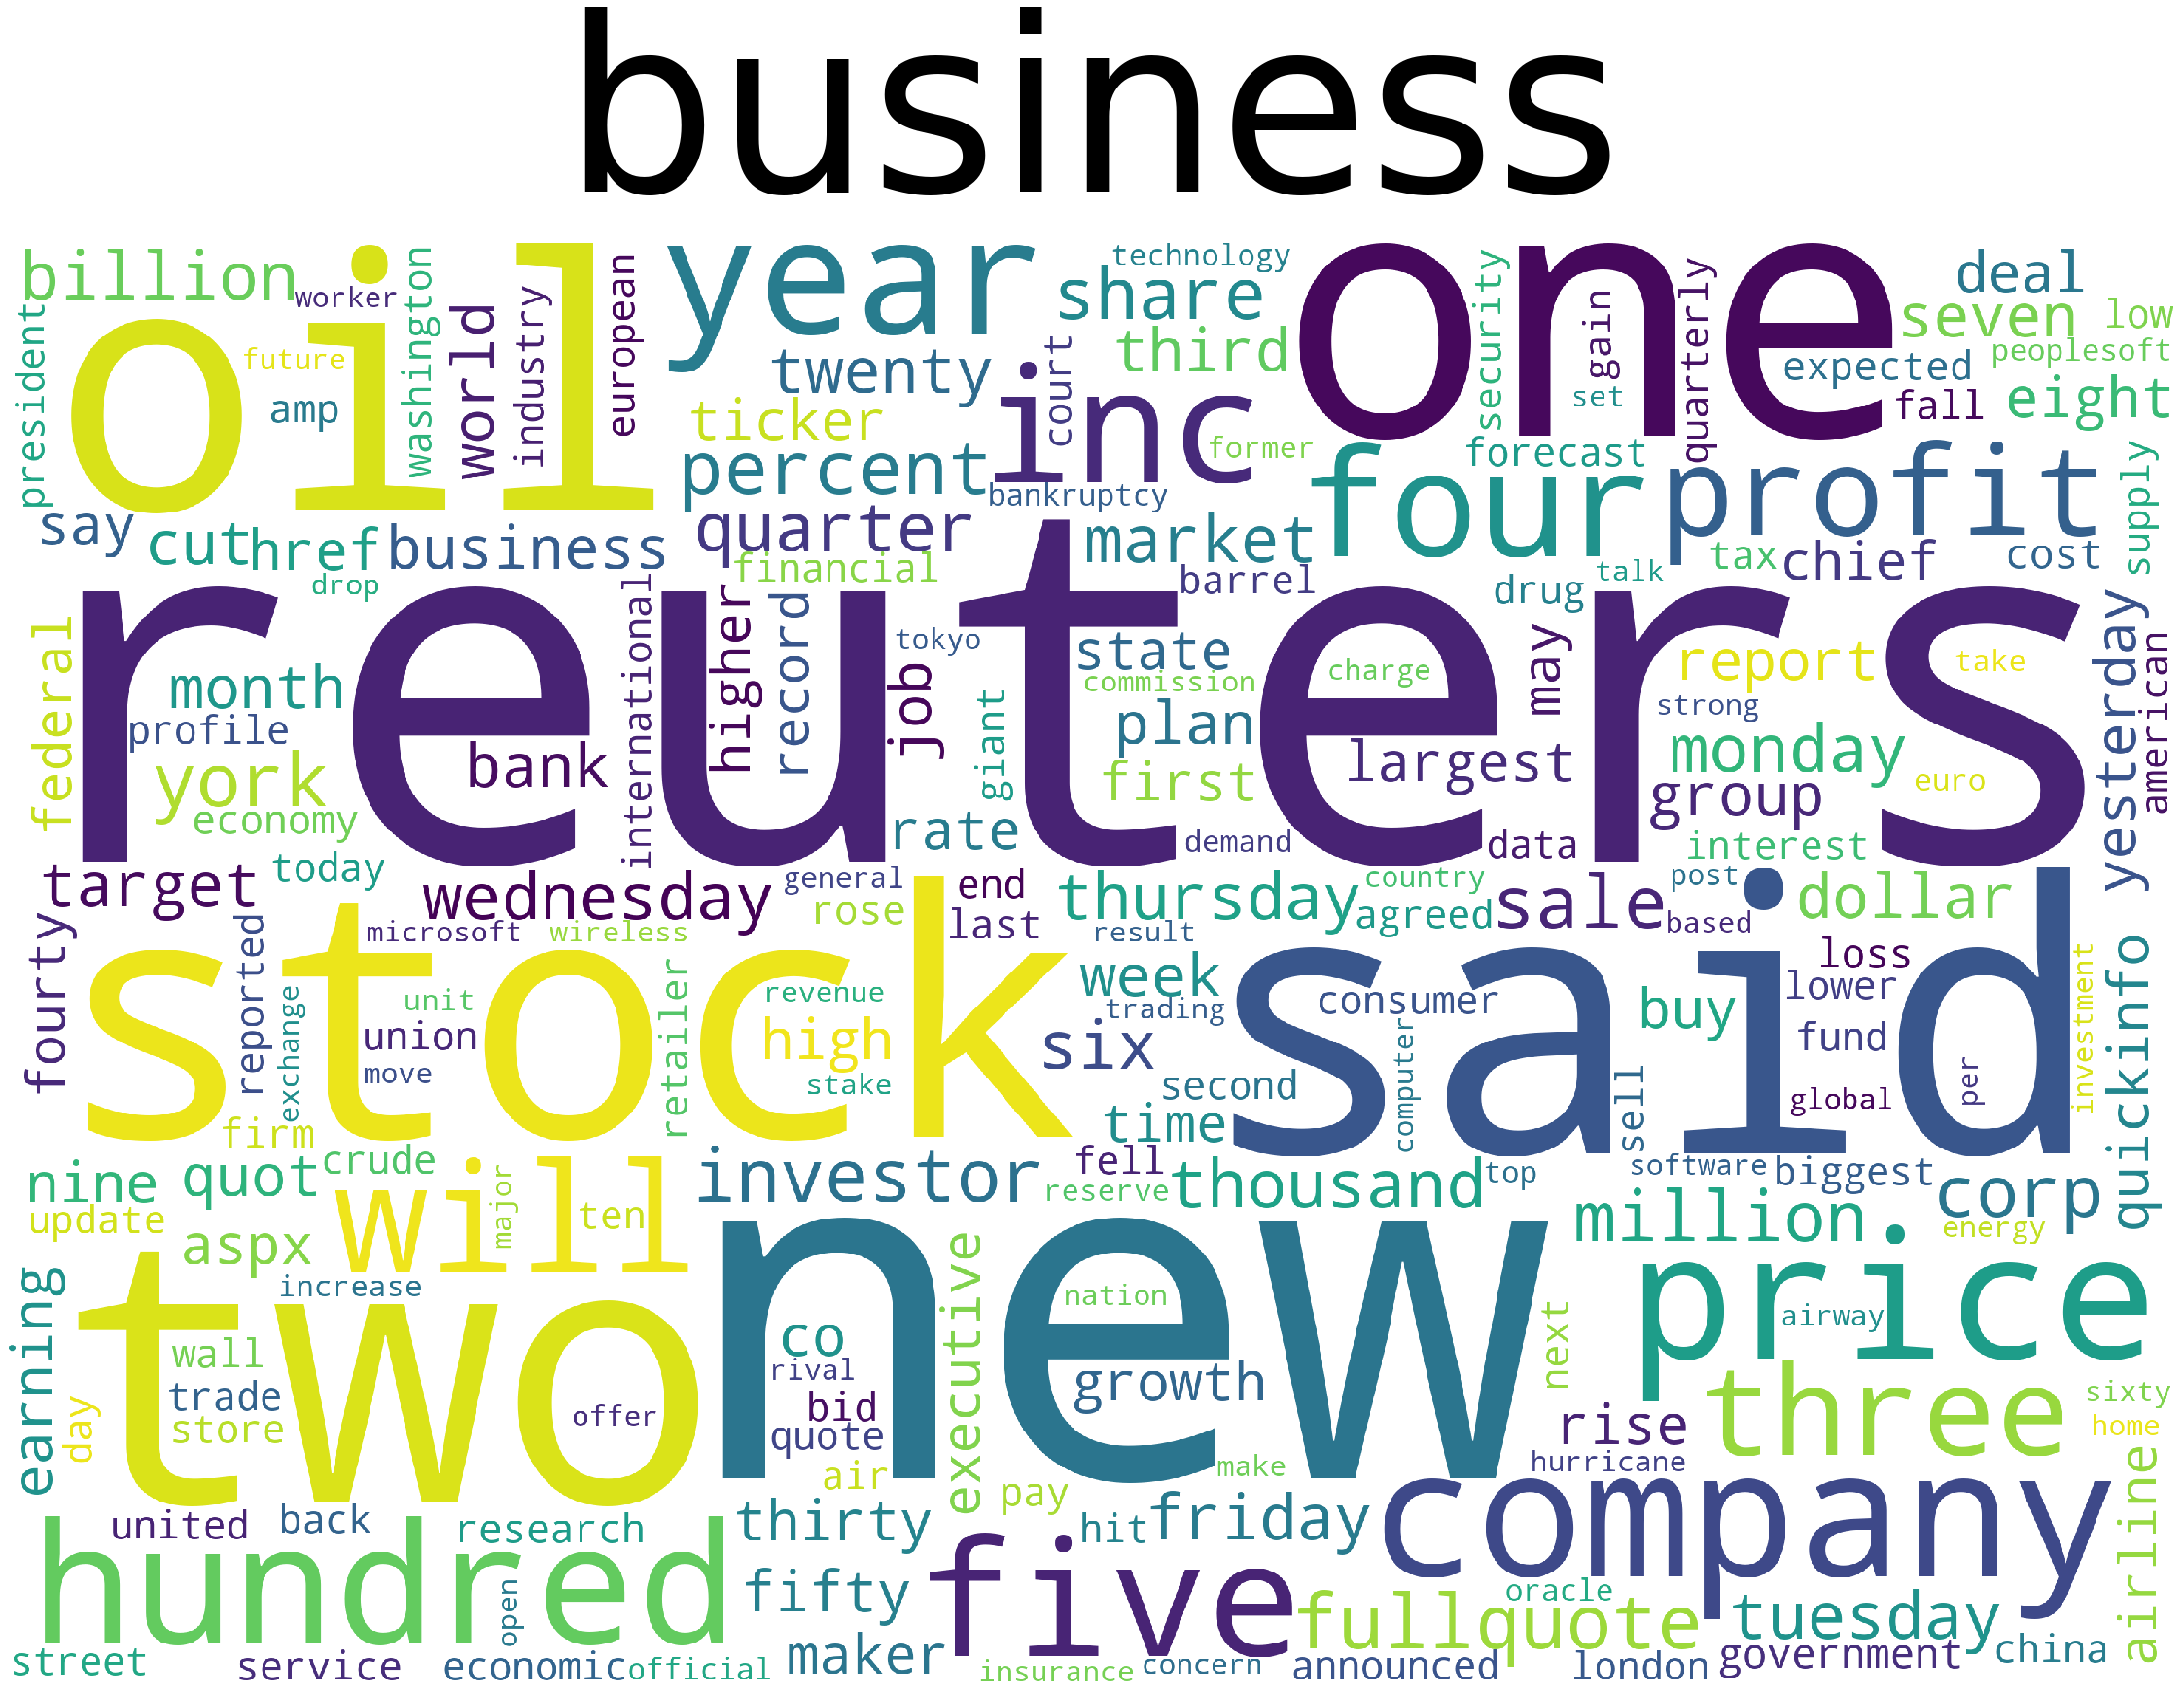 business
billion
oil
year
one
technology
share
deal
seven
low
peoplesoft
worker
future
amp
washington
world
industry
european
president
twenty
third
court
security
gain
set
quarterly
expected
fall
eight
ticker
inc
former
percent
bankruptcy
four
forecast
profit
supply
say
cut
href
business
drop
quarter
financial
market
barrel
drug
talk
tax
chief
cost
reuters
federal
month
profile
york
economy
bank
international
higher
record
job
tokyo
giant
state
commission
plan
first
rate
demand
charge
may
largest
data
report
strong
monday
group
interest
take
euro
yesterday
american
target
today
wednesday
general
rose
end
last
thursday
country
agreed
sale
post
based
dollar
fourty
reported
exchange
microsoft
wireless
stock
unit
union
move
retailer
revenue
high
stake
result
week
trading
six
second
time
said
consumer
computer
sell
buy
loss
lower
fund
global
per
investment
quickinfo
firm
crude
nine
quot
update
aspx
will
major
ten
investor
fell
reserve
thousand
top
software
biggest
million
corp
energy
increase
two
new
price
earning
day
wall
trade
store
offer
co
rival
bid
quote
air
executive
nation
growth
next
airway
three
sixty
home
rise
hurricane
make
pay
company
airline
united
back
research
hundred
thirty
hit
friday
five
fifty
open
oracle
fullquote
tuesday
street
service
economic
official
maker
insurance
concern
announced
london
government
china